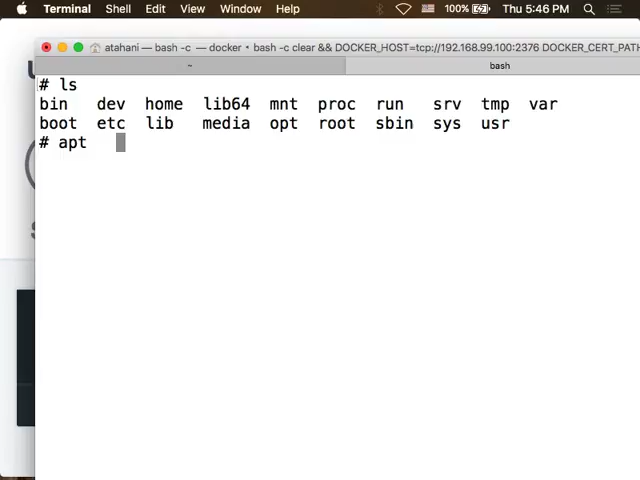 Terminal Shell Edit View Window Help 100% Thu 5:46 PM
atahani — bash -c — docker • bash -c clear && DOCKER_HOST=tcp://192.168.99.100:2376 DOCKER_CERT_PATH
~ bash
# ls
bin dev home lib64 mnt proc run srv tmp var
boot etc lib media opt root sbin sys usr
# apt